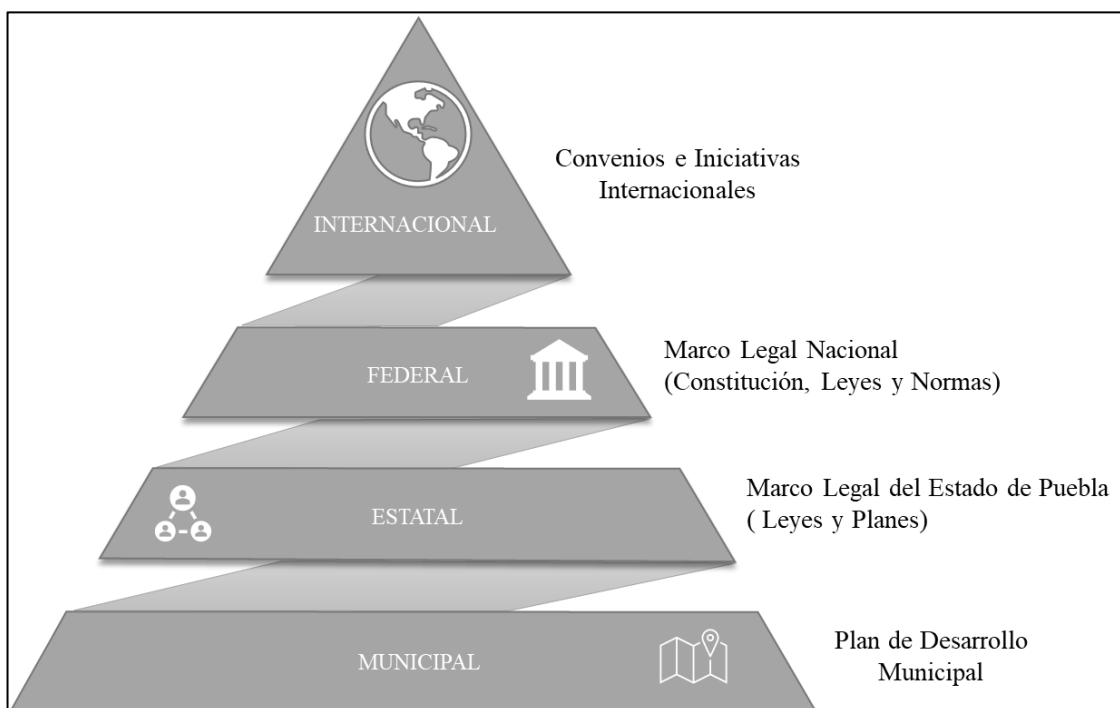 INTERNACIONAL
Convenios e Iniciativas
Internacionales
FEDERAL
Marco Legal Nacional
(Constitución, Leyes y Normas)
ESTATAL
Marco Legal del Estado de Puebla
( Leyes y Planes)
MUNICIPAL
Plan de Desarrollo
Municipal